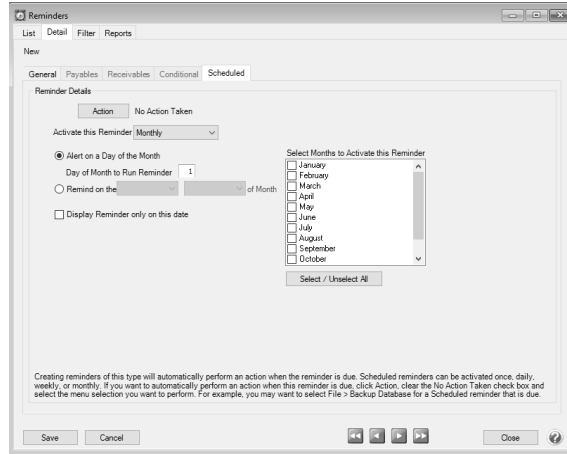 Reminders
List Detail Filter Reports
New
General Payables Receivables Conditional Scheduled
Reminder Details
Action No Action Taken
Activate this Reminder Monthly
Alert on a Day of the Month
Day of Month to Run Reminder 1
Remind on the of Month
Display Reminder only on this date
Select Months to Activate this Reminder
January
February
March
April
May
June
July
August
September
October
Select / Unselect All
Creating reminders of this type will automatically perform an action when the reminder is due. Scheduled reminders can be activated once, daily,
weekly, or monthly. If you want to automatically perform an action when this reminder is due, click Action, clear the No Action Taken check box and
select the menu selection you want to perform. For example, you may want to select File > Backup Database for a Scheduled reminder that is due.
Save Cancel Close ?